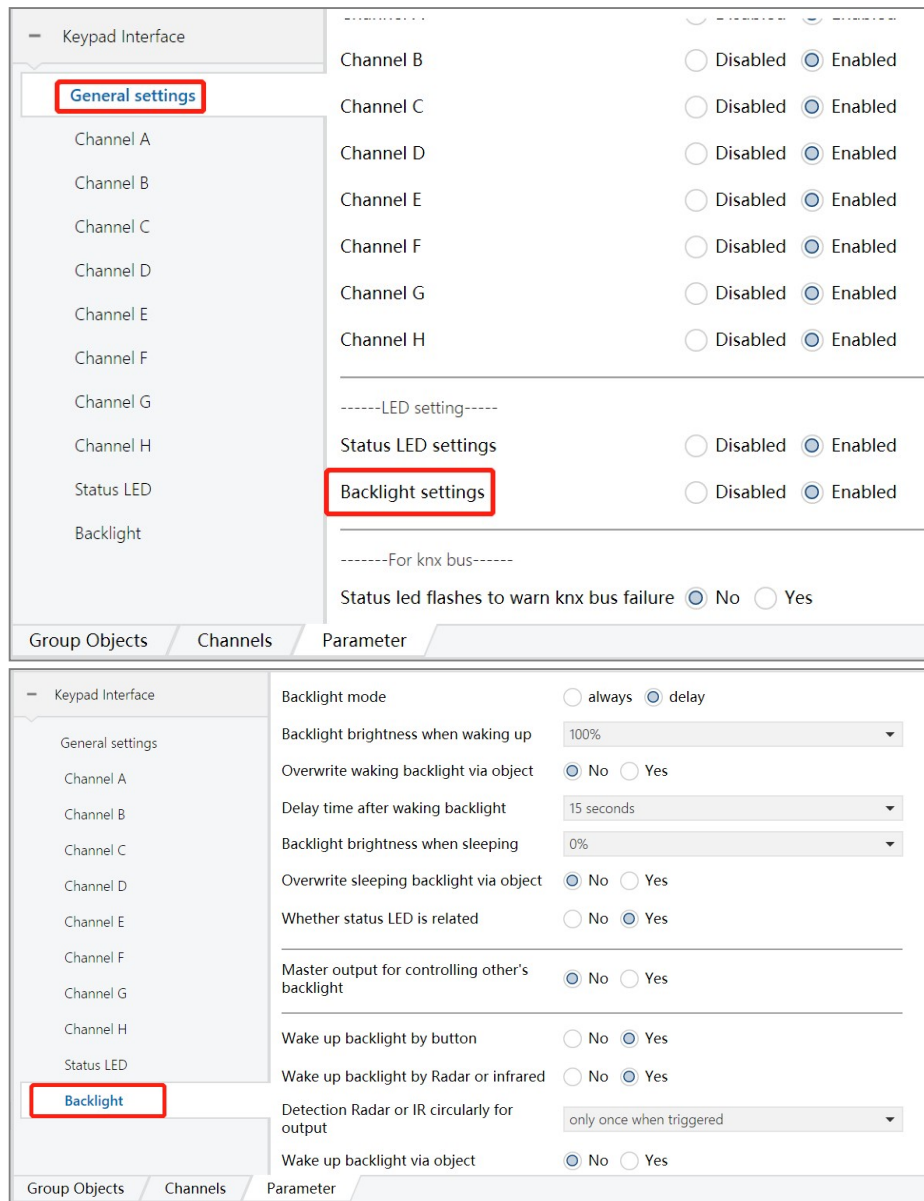 Keypad Interface
General settings
Channel A
Channel B
Channel C
Channel D
Channel E
Channel F
Channel G
Channel H
Status LED
Backlight
Channel B Disabled Enabled
Channel C Disabled Enabled
Channel D Disabled Enabled
Channel E Disabled Enabled
Channel F Disabled Enabled
Channel G Disabled Enabled
Channel H Disabled Enabled
------LED setting-----
Status LED settings Disabled Enabled
Backlight settings Disabled Enabled
-------For knx bus------
Status led flashes to warn knx bus failure No Yes
Group Objects Channels Parameter
Keypad Interface
General settings
Channel A
Channel B
Channel C
Channel D
Channel E
Channel F
Channel G
Channel H
Status LED
Backlight
Backlight mode always delay
Backlight brightness when waking up 100%
Overwrite waking backlight via object No Yes
Delay time after waking backlight 15 seconds
Backlight brightness when sleeping 0%
Overwrite sleeping backlight via object No Yes
Whether status LED is related No Yes
Master output for controlling other's
backlight No Yes
Wake up backlight by button No Yes
Wake up backlight by Radar or infrared No Yes
Detection Radar or IR circularly for
output only once when triggered
Wake up backlight via object No Yes
Group Objects Channels Parameter